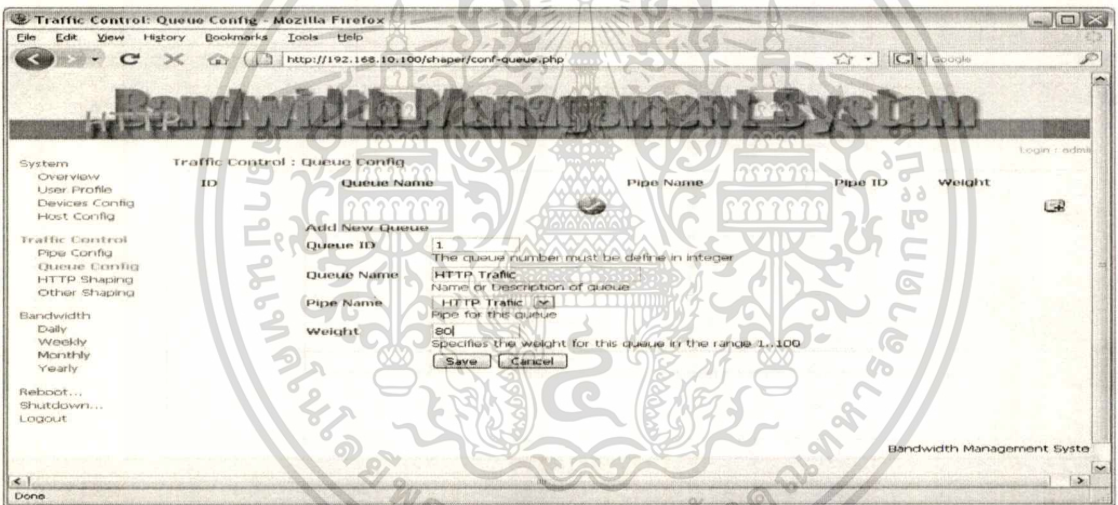 Traffic Control: Queue Config - Mozilla Firefox
File Edit View History Bookmarks Tools Help
http://192.168.10.100/shaper/conf-queue.php
Google
HTTP Bandwidth Management System
Login : admi
System
Overview
User Profile
Devices Config
Host Config
Traffic Control
Pipe Config
Queue Config
HTTP Shaping
Other Shaping
Bandwidth
Daily
Weekly
Monthly
Yearly
Reboot...
Shutdown...
Logout
Traffic Control : Queue Config
ID Queue Name Pipe Name Pipe ID Weight
Add New Queue
Queue ID 1
The queue number must be define in integer
Queue Name HTTP Trafic
Name or Description of queue
Pipe Name HTTP Trafic
Pipe for this queue
Weight 80
Specifies the weight for this queue in the range 1..100
Save Cancel
Bandwidth Management Syste
Done